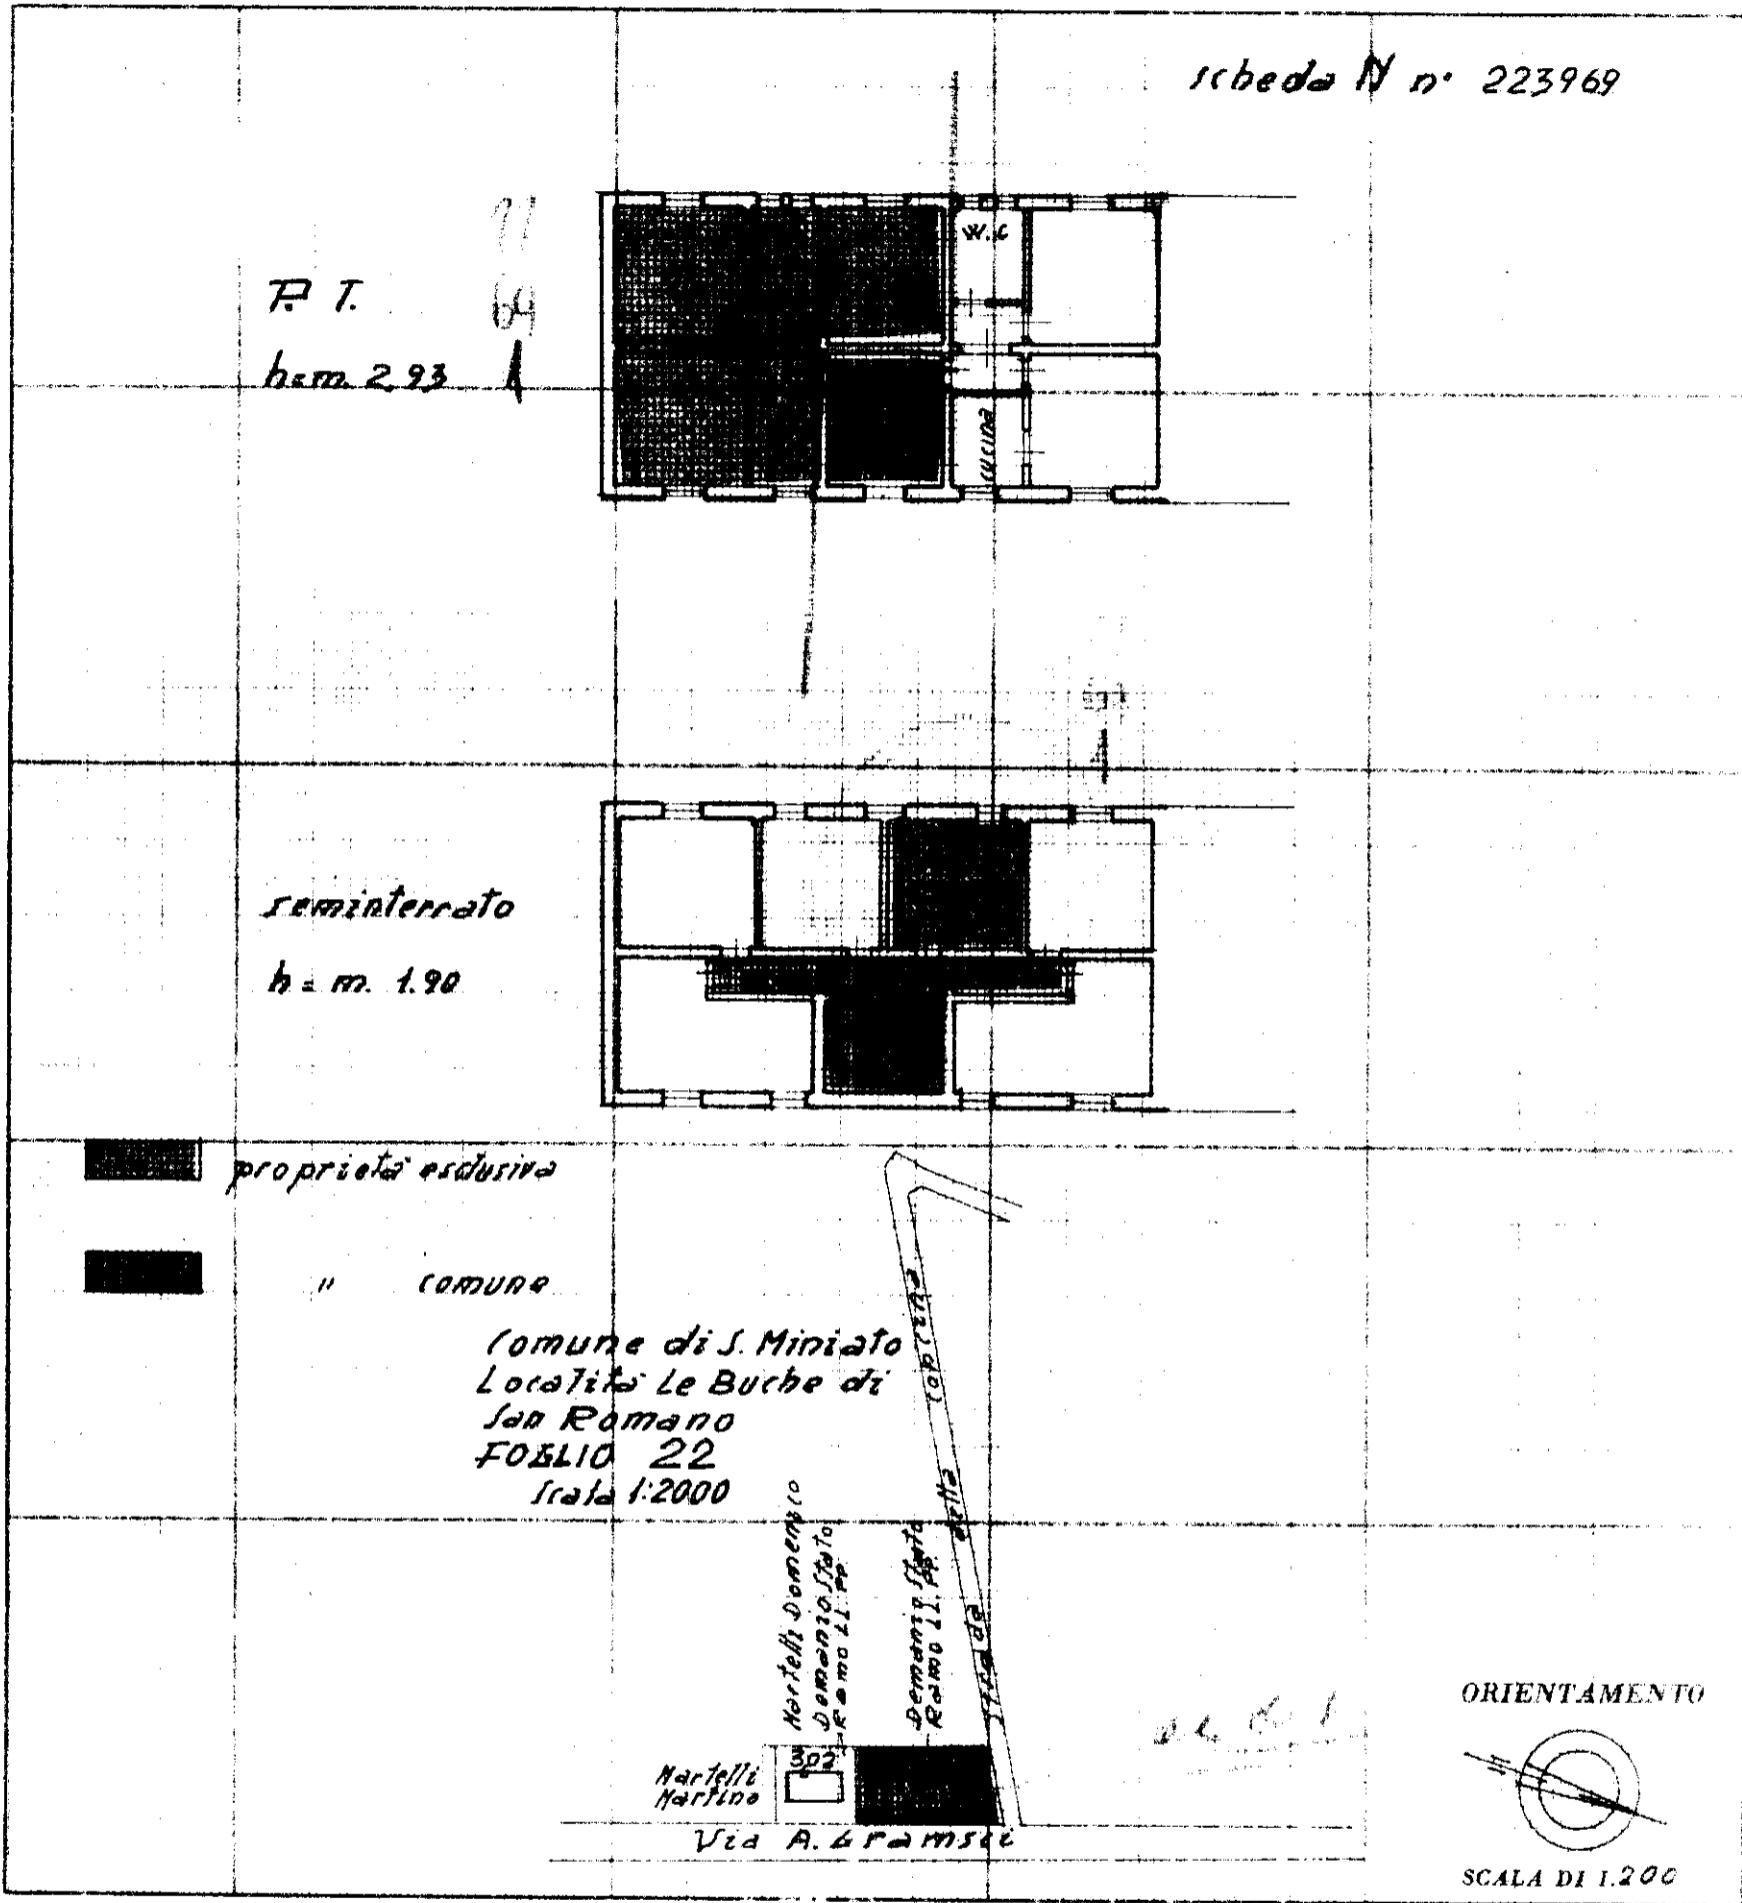 scheda N n° 223969
P. T.
h=m. 2,93
W.C
cucina
seminterrato
h = m. 1.90
proprietà esclusiva
" comune
Comune di S. Miniato
Località Le Buche di
San Romano
FOGLIO 22
Scala 1:2000
Martelli Domenico
Demanio Stato
Ramo LL.PP.
Demanio Stato
Ramo LL.PP.
Strada della Capcina
302
Martelli
Martino
Via A. Gramsci
ORIENTAMENTO
SCALA DI 1.200